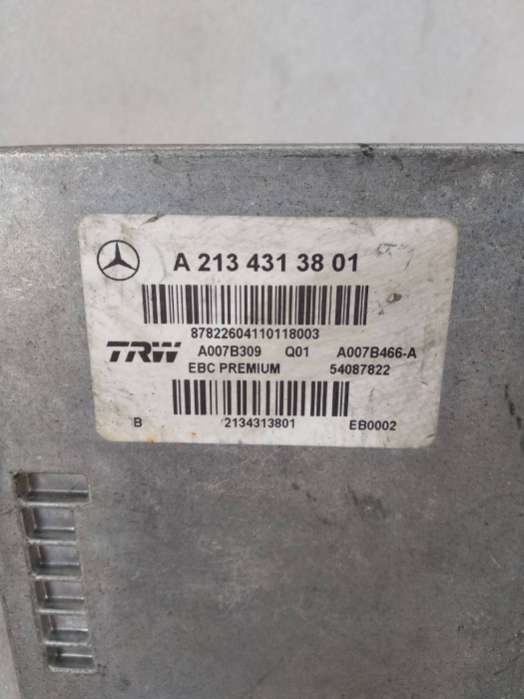 A 213 431 38 01
87822604110118003
TRW A007B309 Q01 A007B466-A
EBC PREMIUM 54087822
B 2134313801 EB0002